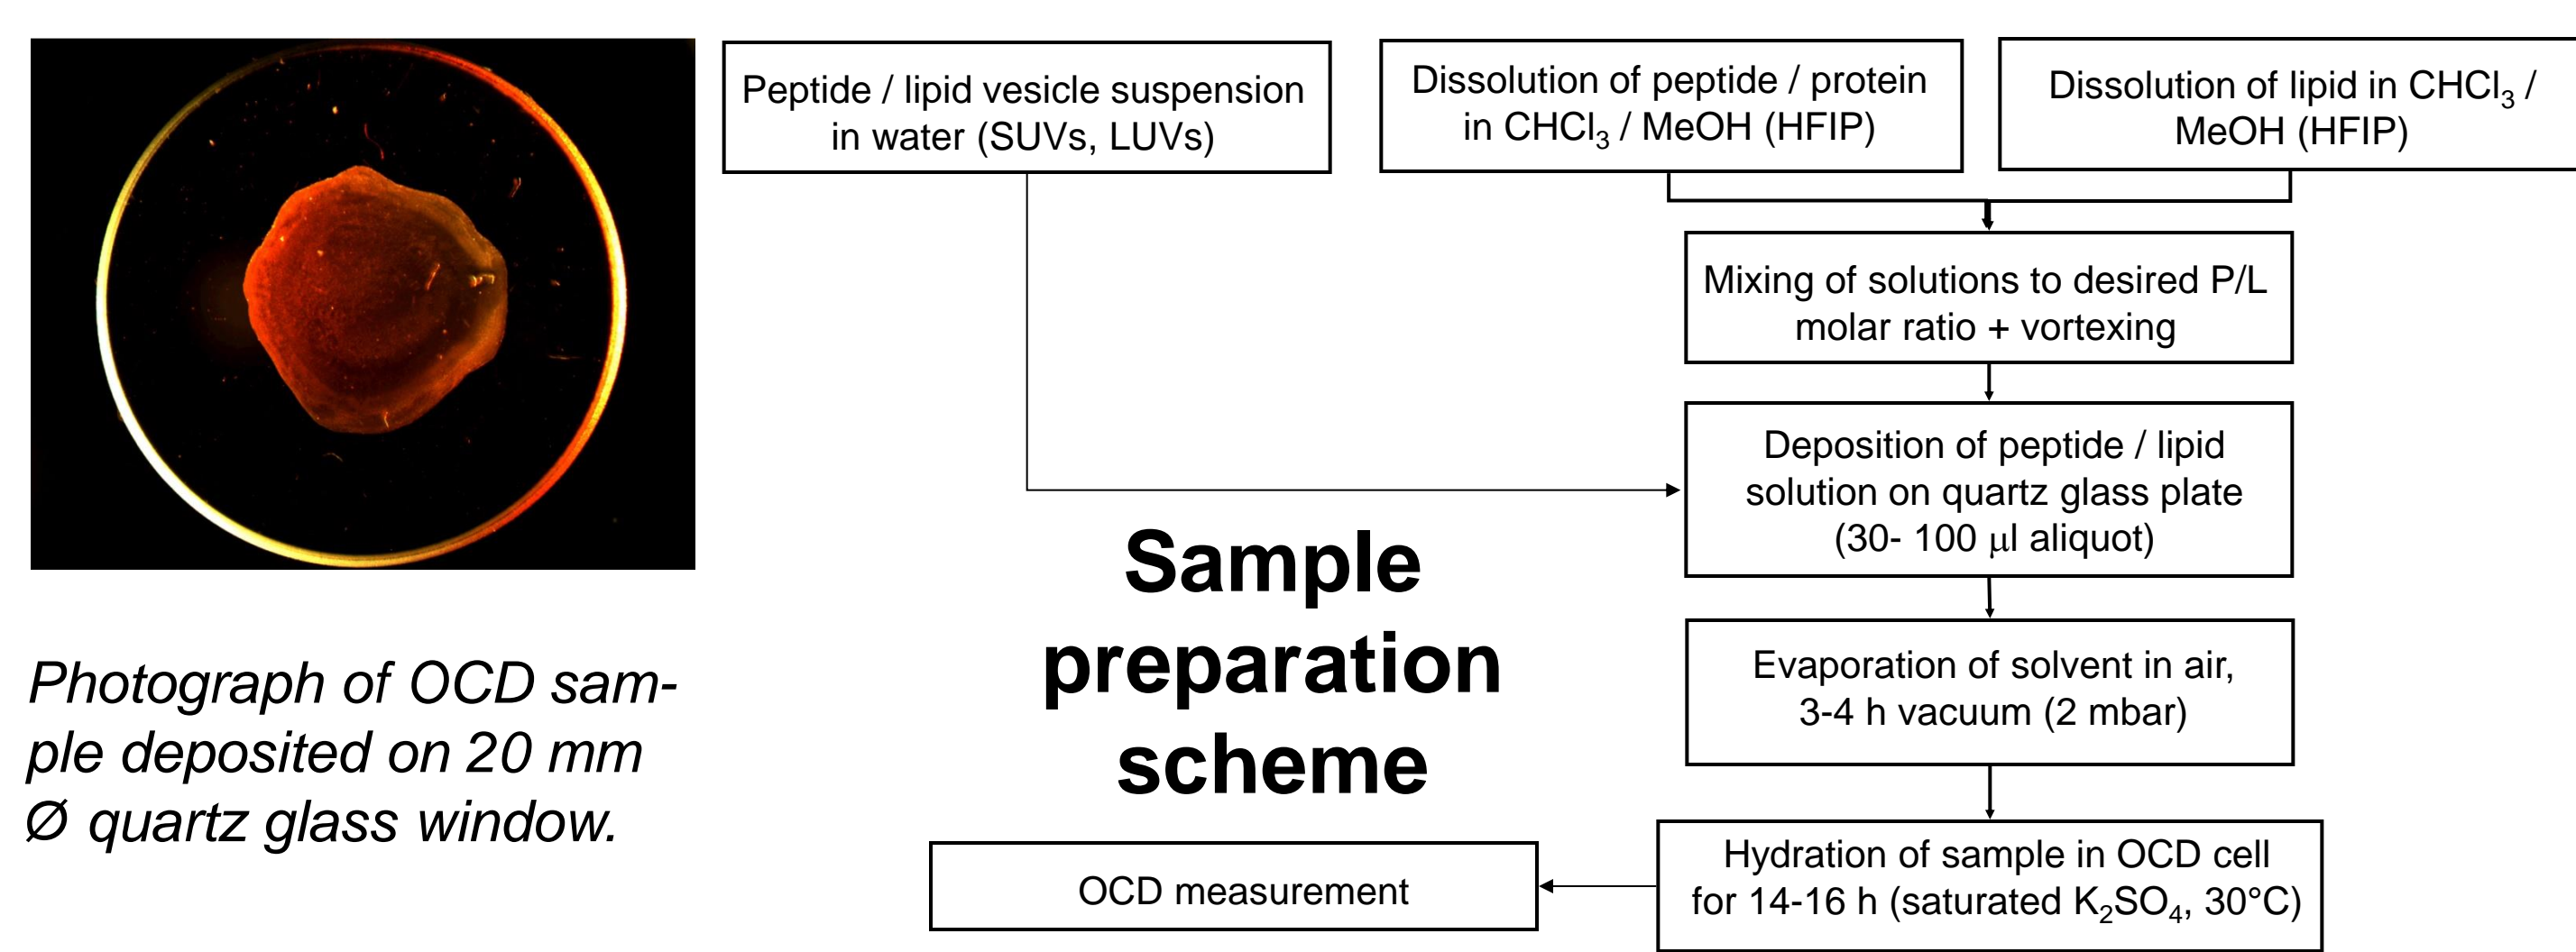 Peptide / lipid vesicle suspension
in water (SUVs, LUVs)
Dissolution of peptide / protein
in CHCl₃ / MeOH (HFIP)
Dissolution of lipid in CHCl₃ /
MeOH (HFIP)
Mixing of solutions to desired P/L
molar ratio + vortexing
Deposition of peptide / lipid
solution on quartz glass plate
(30- 100 μl aliquot)
Sample
preparation
scheme
Evaporation of solvent in air,
3-4 h vacuum (2 mbar)
Photograph of OCD sam-
ple deposited on 20 mm
Ø quartz glass window.
Hydration of sample in OCD cell
for 14-16 h (saturated K₂SO₄, 30°C)
OCD measurement